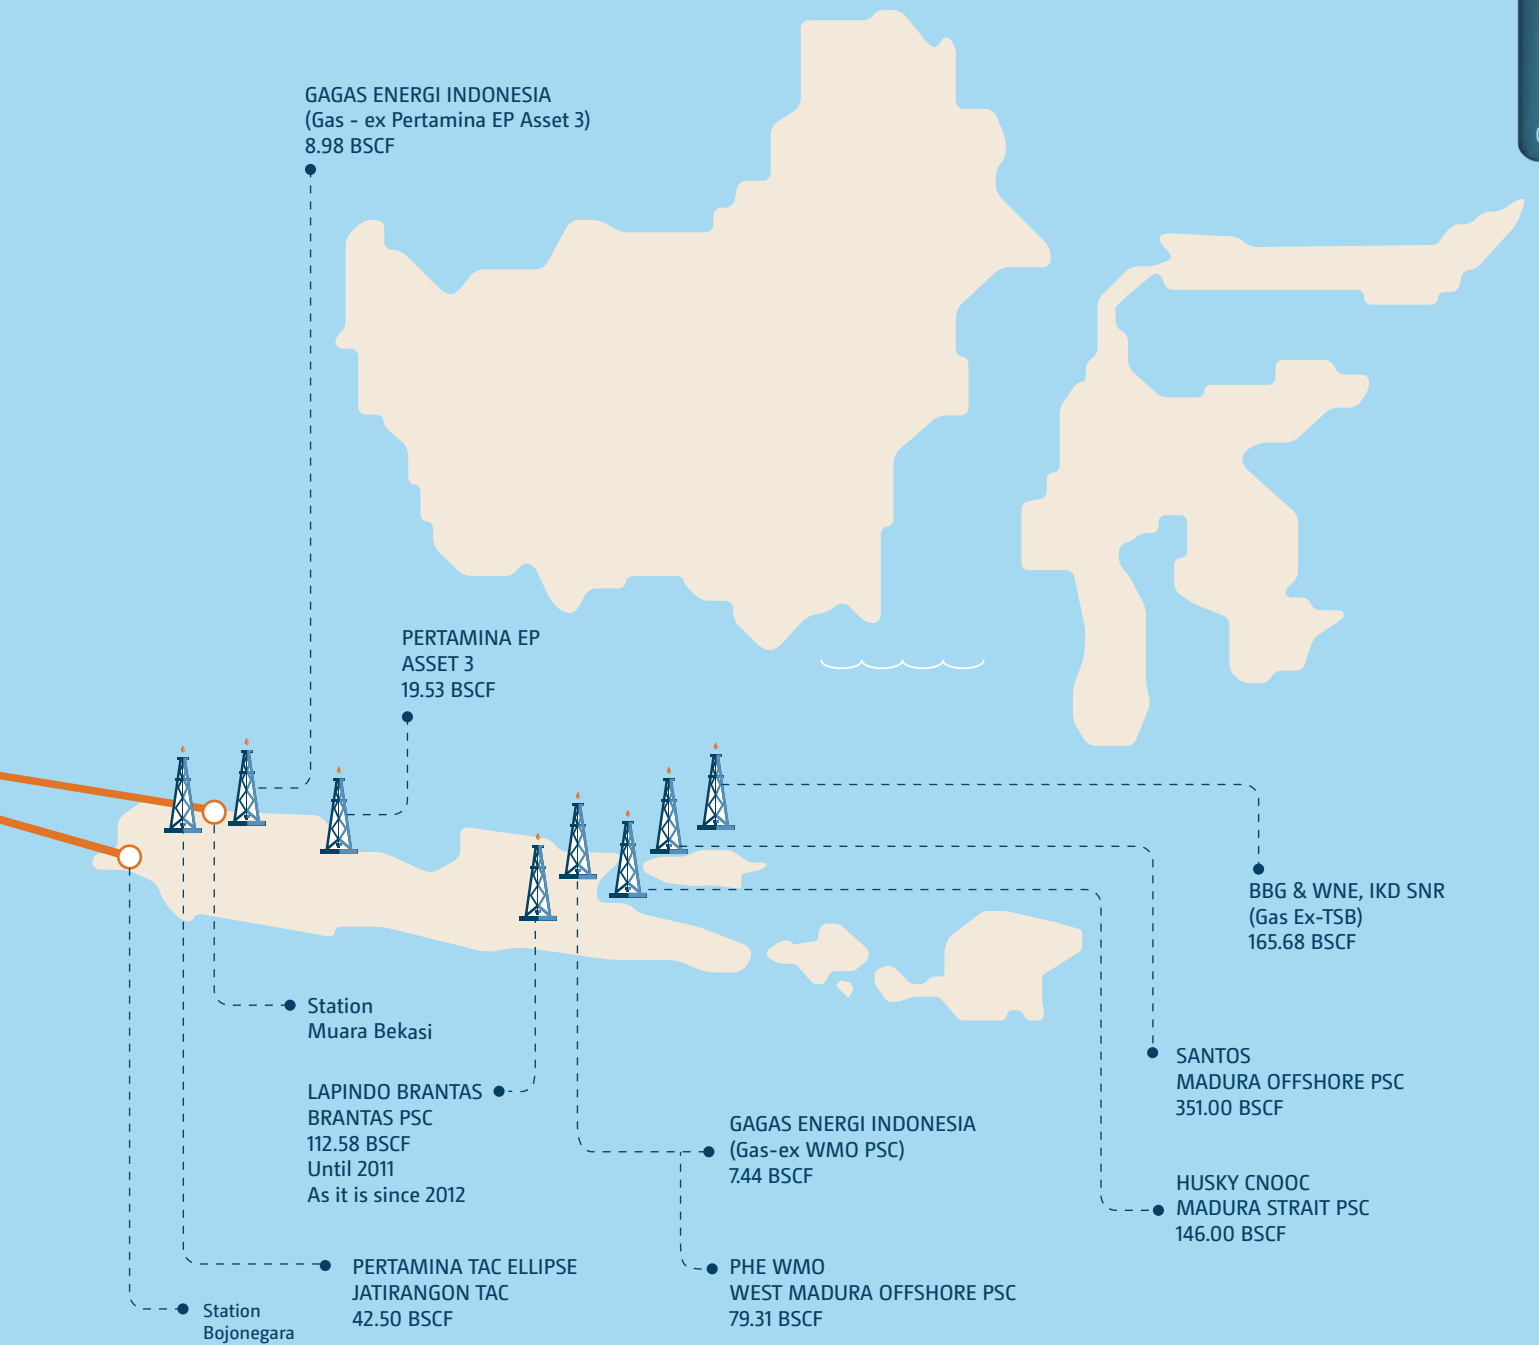 GAGAS ENERGI INDONESIA
(Gas - ex Pertamina EP Asset 3)
8.98 BSCF
PERTAMINA EP
ASSET 3
19.53 BSCF
BBG & WNE, IKD SNR
(Gas Ex-TSB)
165.68 BSCF
Station
Muara Bekasi
SANTOS
MADURA OFFSHORE PSC
351.00 BSCF
LAPINDO BRANTAS
BRANTAS PSC
112.58 BSCF
Until 2011
As it is since 2012
GAGAS ENERGI INDONESIA
(Gas-ex WMO PSC)
7.44 BSCF
HUSKY CNOOC
MADURA STRAIT PSC
146.00 BSCF
PERTAMINA TAC ELLIPSE
JATIRANGON TAC
42.50 BSCF
PHE WMO
WEST MADURA OFFSHORE PSC
79.31 BSCF
Station
Bojonegara